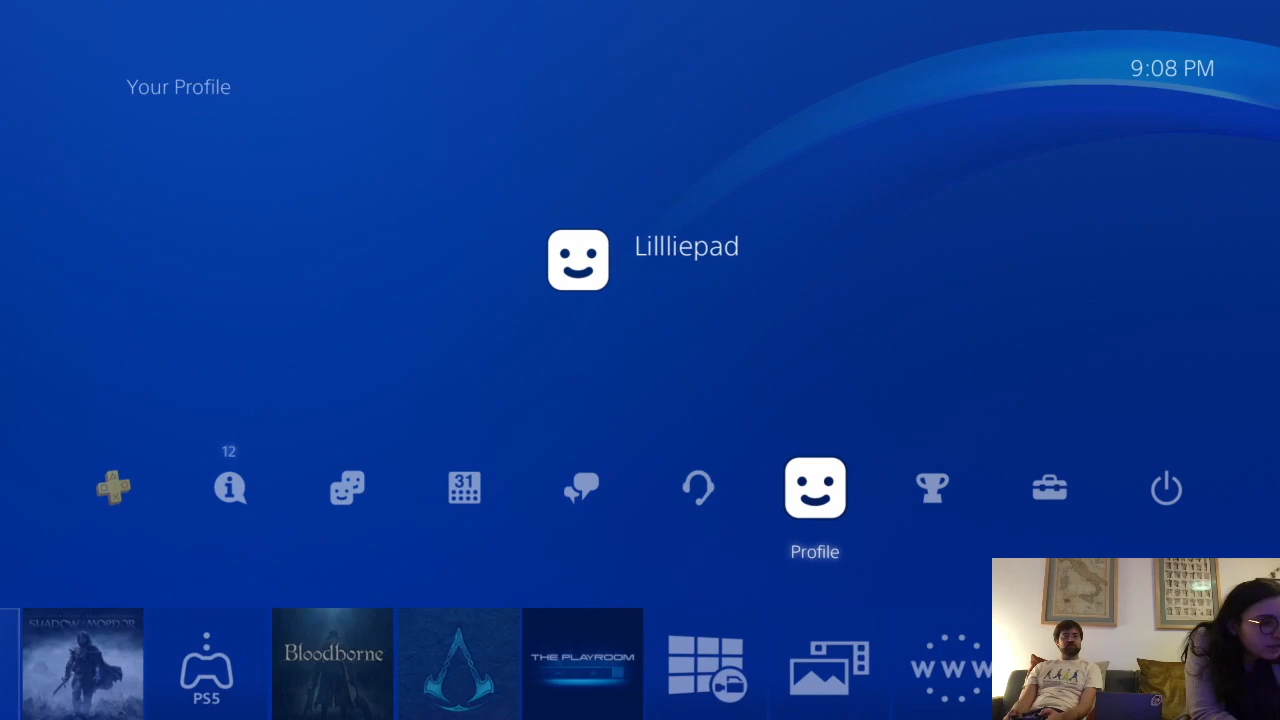 Your Profile
9:08 PM
Lillliepad
12
31
Profile
SHADOW OF MORDOR
PS5
Bloodborne
THE PLAYROOM
WWW